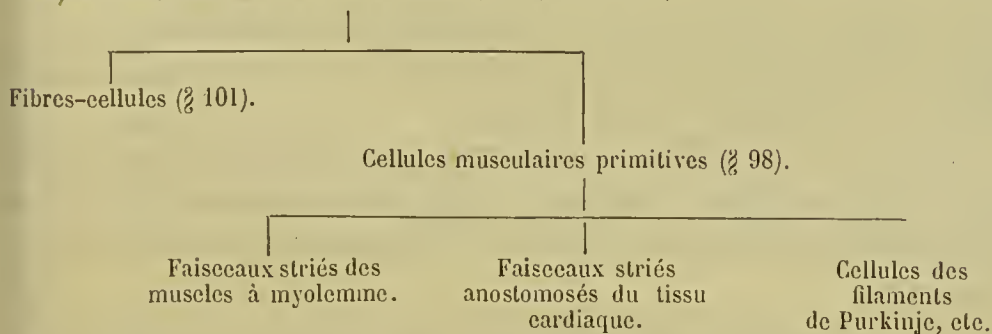 Fibres-cellules (§ 101).
Cellules musculaires primitives (§ 98).
Faisceaux striés des
muscles à myolemme.
Faisceaux striés
anostomosés du tissu
cardiaque.
Cellules des
filaments
de Purkinje, etc.